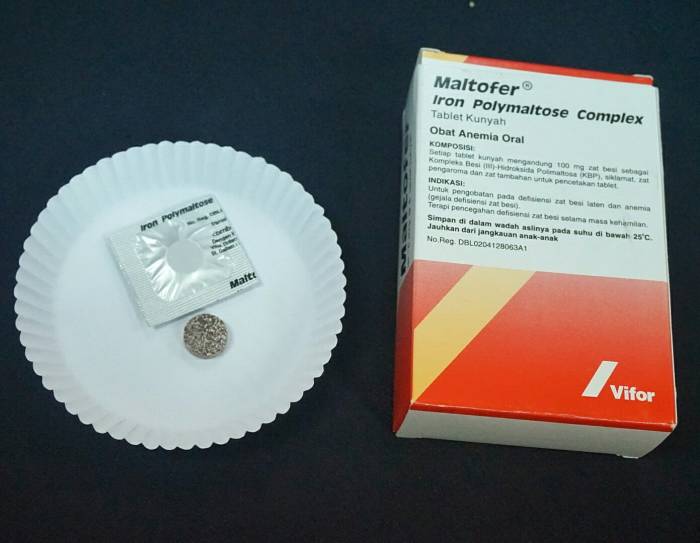 Maltofer®
Iron Polymaltose Complex
Tablet Kunyah
Obat Anemia Oral
KOMPOSISI:
Setiap tablet kunyah mengandung 100 mg zat besi sebagai
Kompleks Besi (III)-Hidroksida Polimaltosa (KBP), siklamat, zat
pengaroma dan zat tambahan untuk pencetakan tablet.
INDIKASI:
Untuk pengobatan pada defisiensi zat besi laten dan anemia
(gejala defisiensi zat besi).
Terapi pencegahan defisiensi zat besi selama masa kehamilan.
Simpan di dalam wadah aslinya pada suhu di bawah 25°C.
Jauhkan dari jangkauan anak-anak
No.Reg. DBL0204128063A1
Vifor
Maltofer
Iron Polymaltose
No. Reg. DBL
Malto